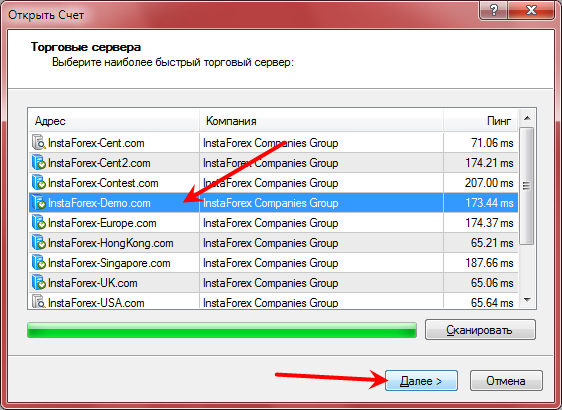 Открыть Счет
Торговые сервера
Выберите наиболее быстрый торговый сервер:
Адрес Компания Пинг
InstaForex-Cent.com InstaForex Companies Group 71.06 ms
InstaForex-Cent2.com InstaForex Companies Group 174.21 ms
InstaForex-Contest.com InstaForex Companies Group 207.00 ms
InstaForex-Demo.com InstaForex Companies Group 173.44 ms
InstaForex-Europe.com InstaForex Companies Group 174.37 ms
InstaForex-HongKong.com InstaForex Companies Group 65.21 ms
InstaForex-Singapore.com InstaForex Companies Group 187.66 ms
InstaForex-UK.com InstaForex Companies Group 65.06 ms
InstaForex-USA.com InstaForex Companies Group 65.64 ms
Сканировать
Далее > Отмена